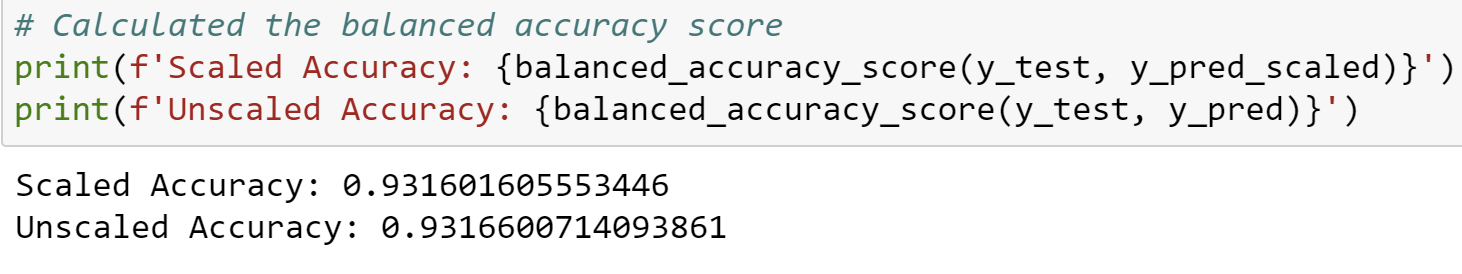 # Calculated the balanced accuracy score
print(f'Scaled Accuracy: {balanced_accuracy_score(y_test, y_pred_scaled)}')
print(f'Unscaled Accuracy: {balanced_accuracy_score(y_test, y_pred)}')
Scaled Accuracy: 0.931601605553446
Unscaled Accuracy: 0.9316600714093861